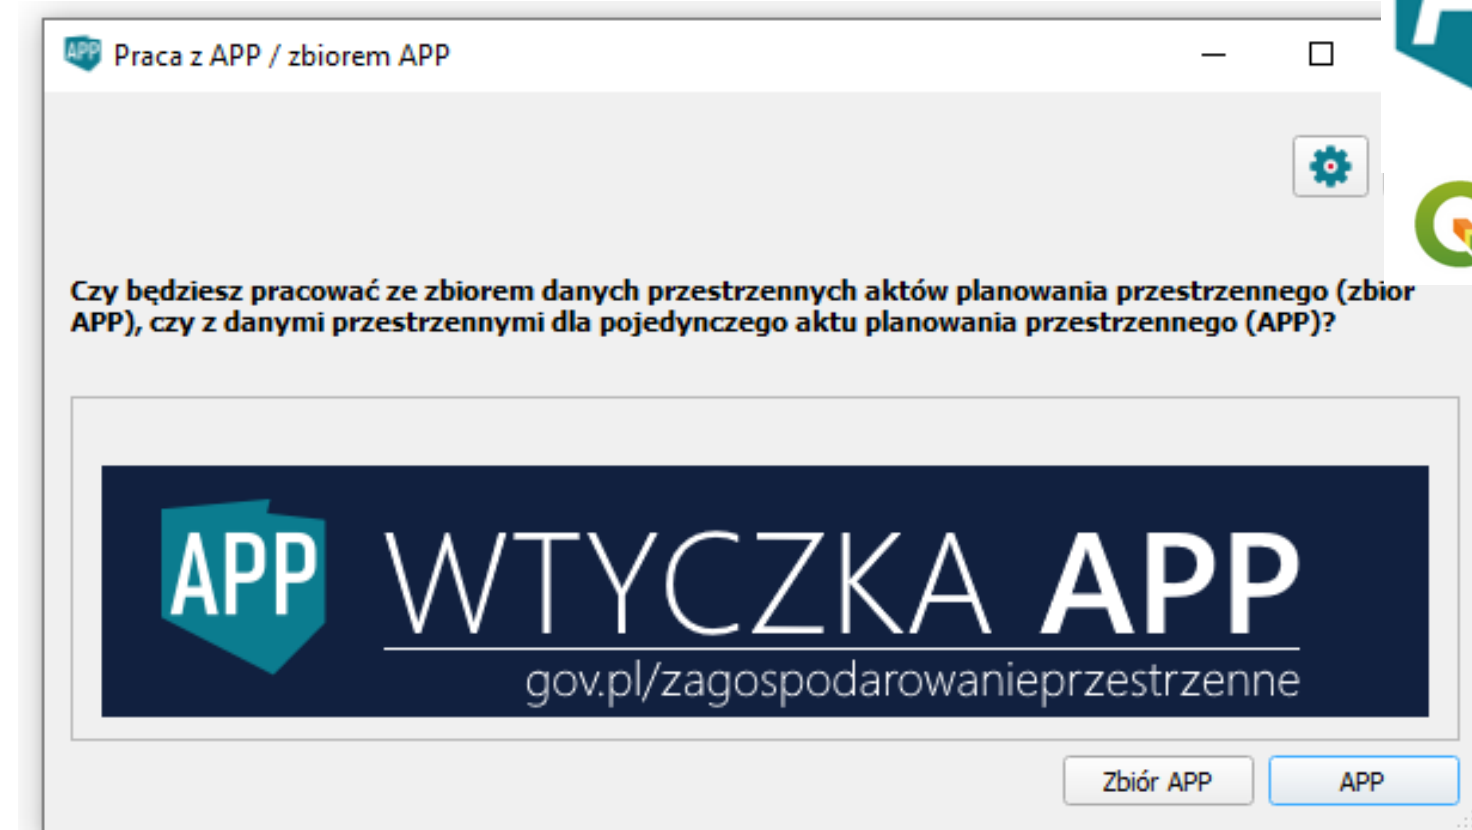 APP Praca z APP / zbiorem APP
Czy będziesz pracować ze zbiorem danych przestrzennych aktów planowania przestrzennego (zbior
APP), czy z danymi przestrzennymi dla pojedynczego aktu planowania przestrzennego (APP)?
APP WTYCZKA APP
gov.pl/zagospodarowanieprzestrzenne
Zbiór APP APP